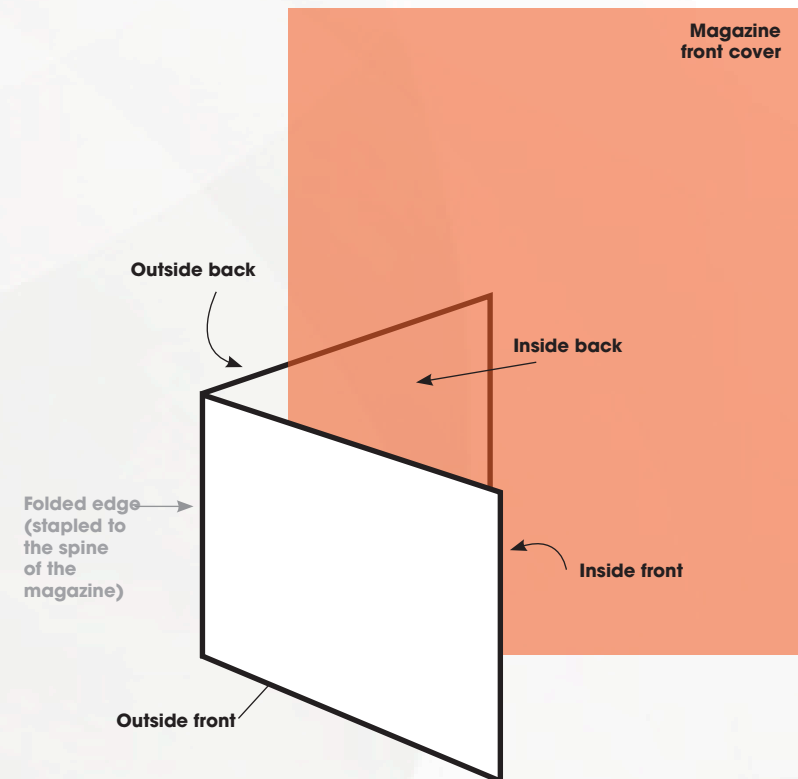 Magazine
front cover
Outside back
Inside back
Folded edge
(stapled to
the spine
of the
magazine)
Inside front
Outside front